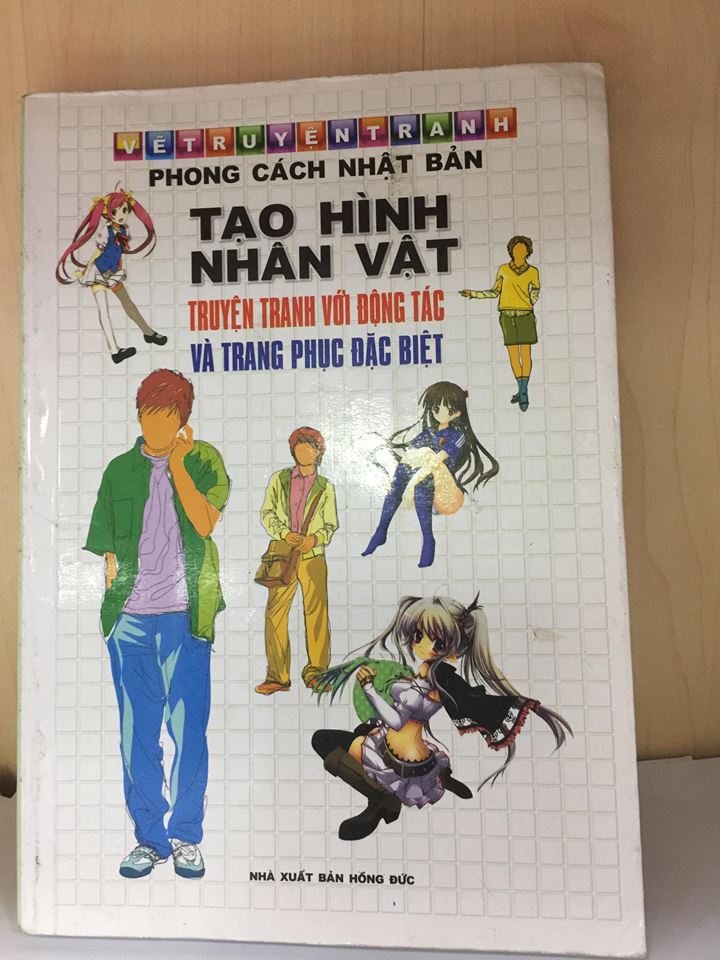 VẼ TRUYỆN TRANH
PHONG CÁCH NHẬT BẢN
TẠO HÌNH
NHÂN VẬT
TRUYỆN TRANH VỚI ĐỘNG TÁC
VÀ TRANG PHỤC ĐẶC BIỆT
NHÀ XUẤT BẢN HỒNG ĐỨC